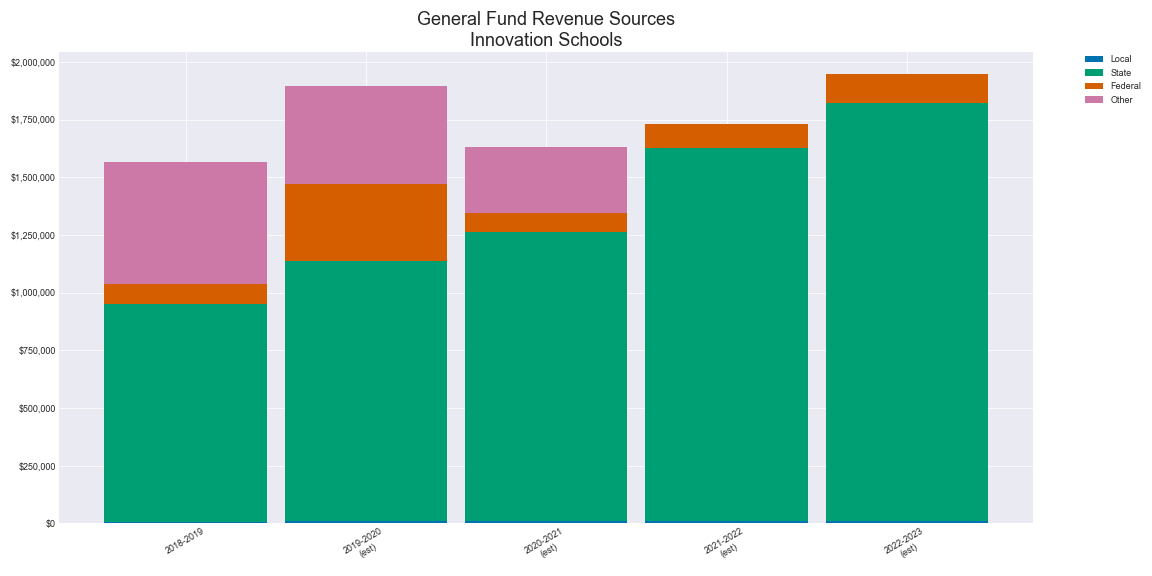 General Fund Revenue Sources
Innovation Schools
Local
State
Federal
Other
$2,000,000
$1,750,000
$1,500,000
$1,250,000
$1,000,000
$750,000
$500,000
$250,000
$0
2018-2019
2019-2020
(est)
2020-2021
(est)
2021-2022
(est)
2022-2023
(est)